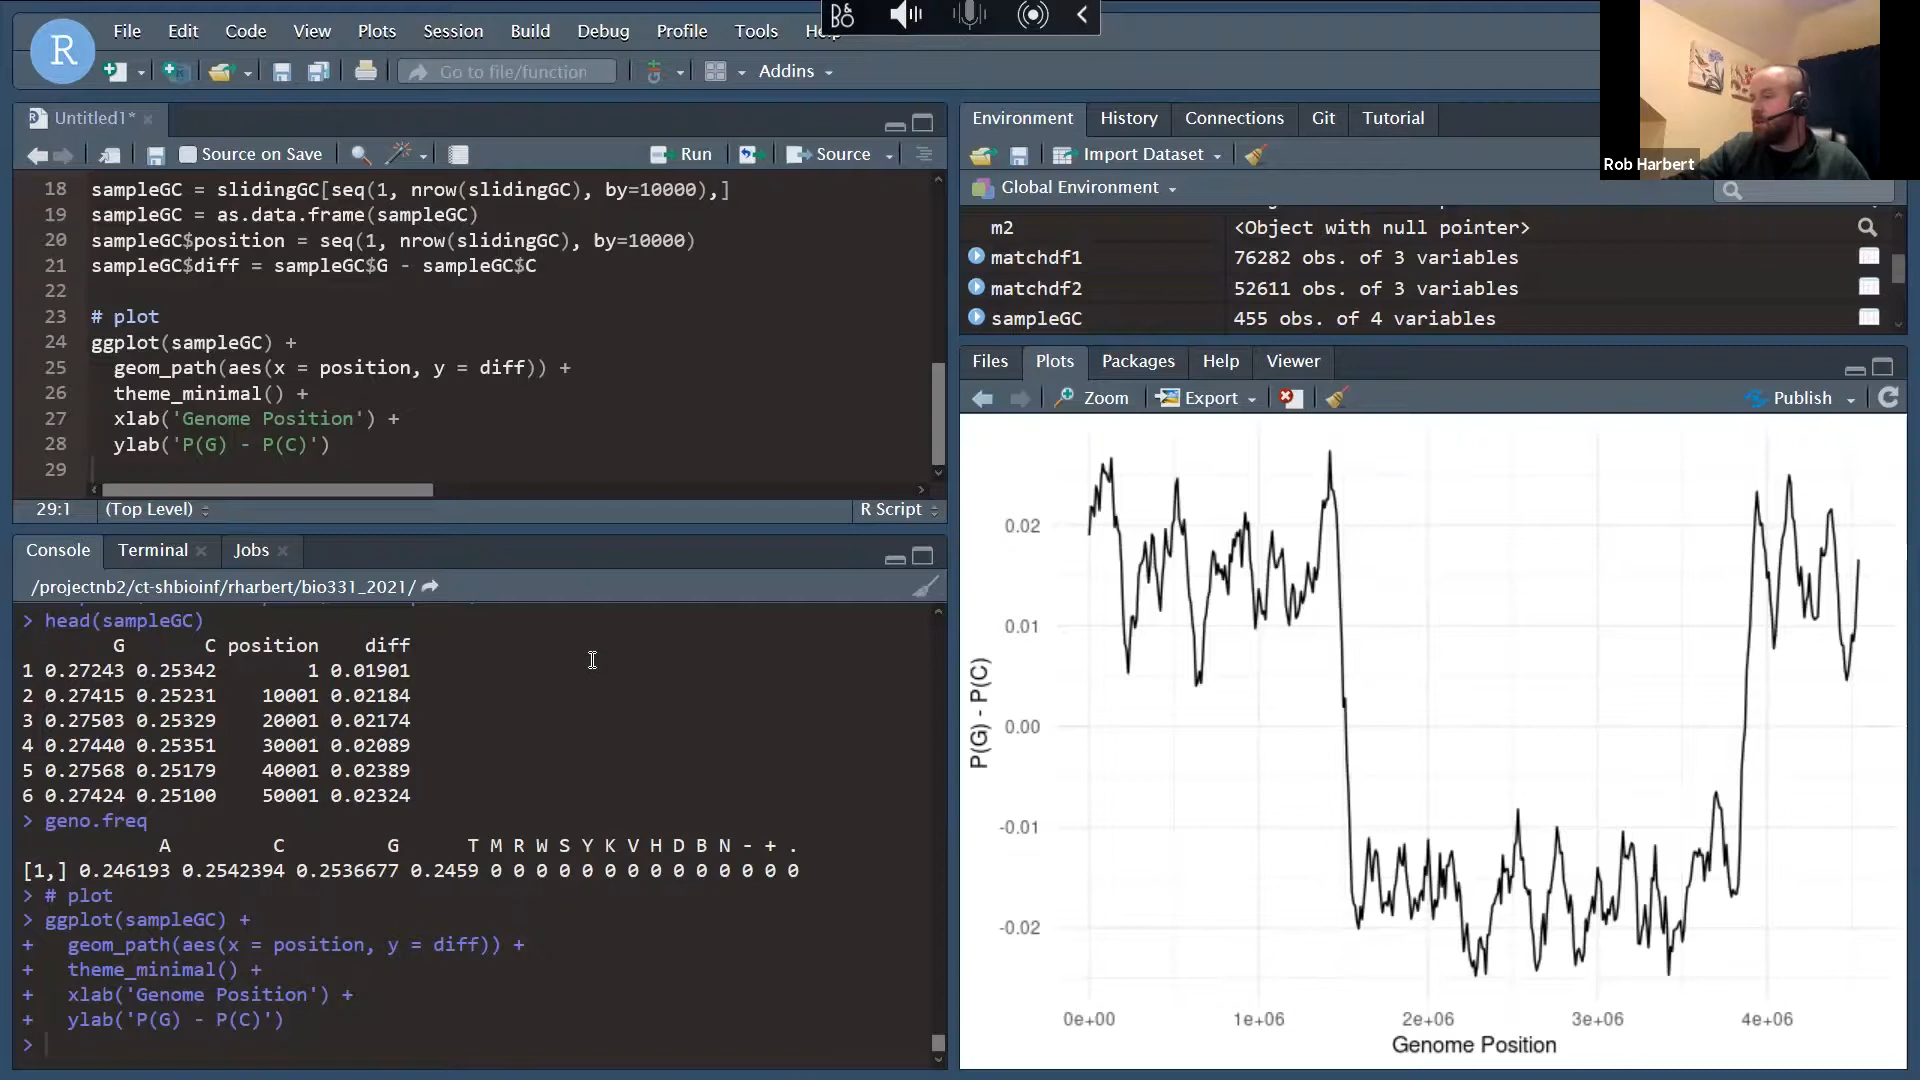 File Edit Code View Plots Session Build Debug Profile Tools
Go to file/function Addins
Rob Harbert
Untitled1*
Source on Save Run Source
18 sampleGC = slidingGC[seq(1, nrow(slidingGC), by=10000),]
19 sampleGC = as.data.frame(sampleGC)
20 sampleGC$position = seq(1, nrow(slidingGC), by=10000)
21 sampleGC$diff = sampleGC$G - sampleGC$C
22
23 # plot
24 ggplot(sampleGC) +
25 geom_path(aes(x = position, y = diff)) +
26 theme_minimal() +
27 xlab('Genome Position') +
28 ylab('P(G) - P(C)')
29
29:1 (Top Level) R Script
Console Terminal Jobs
/projectnb2/ct-shbioinf/rharbert/bio331_2021/
> head(sampleGC)
G C position diff
1 0.27243 0.25342 1 0.01901
2 0.27415 0.25231 10001 0.02184
3 0.27503 0.25329 20001 0.02174
4 0.27440 0.25351 30001 0.02089
5 0.27568 0.25179 40001 0.02389
6 0.27424 0.25100 50001 0.02324
> geno.freq
A C G T M R W S Y K V H D B N - + .
[1,] 0.246193 0.2542394 0.2536677 0.2459 0 0 0 0 0 0 0 0 0 0 0 0 0 0
> # plot
> ggplot(sampleGC) +
+ geom_path(aes(x = position, y = diff)) +
+ theme_minimal() +
+ xlab('Genome Position') +
+ ylab('P(G) - P(C)')
>
Environment History Connections Git Tutorial
Import Dataset
Global Environment
m2 <Object with null pointer>
matchdf1 76282 obs. of 3 variables
matchdf2 52611 obs. of 3 variables
sampleGC 455 obs. of 4 variables
Files Plots Packages Help Viewer
Zoom Export Publish
0.02
0.01
0.00
-0.01
-0.02
P(G) - P(C)
0e+00 1e+06 2e+06 3e+06 4e+06
Genome Position